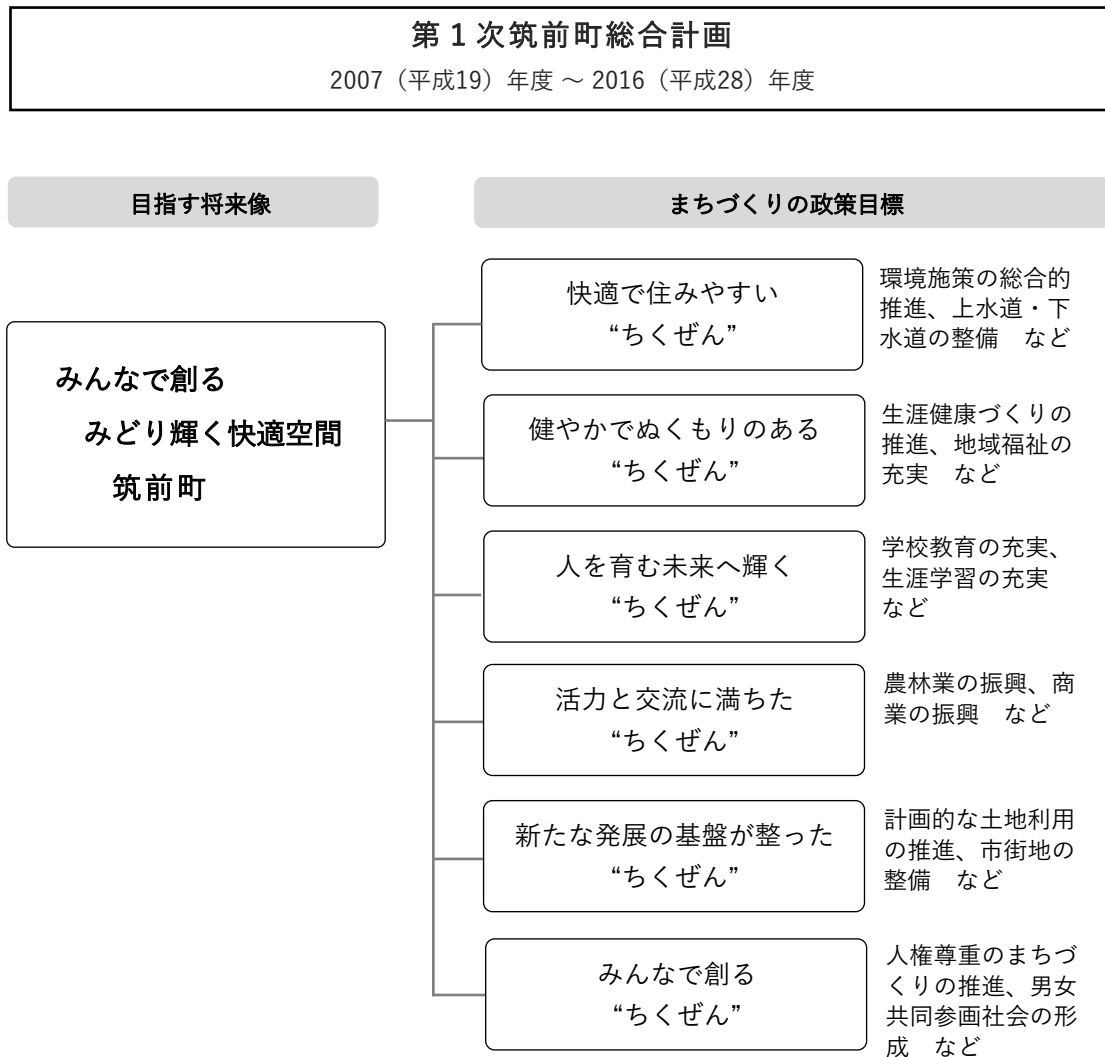 第１次筑前町総合計画
2007（平成19）年度 ～ 2016（平成28）年度
目指す将来像
まちづくりの政策目標
みんなで創る
みどり輝く快適空間
筑前町
快適で住みやすい
“ちくぜん”
環境施策の総合的
推進、上水道・下
水道の整備　など
健やかでぬくもりのある
“ちくぜん”
生涯健康づくりの
推進、地域福祉の
充実　など
人を育む未来へ輝く
“ちくぜん”
学校教育の充実、
生涯学習の充実
など
活力と交流に満ちた
“ちくぜん”
農林業の振興、商
業の振興　など
新たな発展の基盤が整った
“ちくぜん”
計画的な土地利用
の推進、市街地の
整備　など
みんなで創る
“ちくぜん”
人権尊重のまちづ
くりの推進、男女
共同参画社会の形
成　など